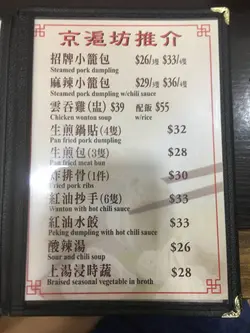 京滬坊推介
招牌小籠包 $26/3隻 $33/4隻
Steamed pork dumpling
麻辣小籠包 $29/3隻 $36/4隻
Steamed pork dumpling w/chili sauce
雲吞雞(盅) $39 配飯 $55
Chicken wonton soup w/rice
生煎鍋貼(4隻) $32
Pan fried pork dumpling
生煎包(3隻) $28
Pan fried meat bun
炸排骨(1件) $30
Fried pork ribs
紅油抄手(6隻) $33
Wanton with hot chili sauce
紅油水餃 $33
Peking dumpling with hot chili sauce
酸辣湯 $26
Sour and chili soup
上湯浸時蔬 $28
Braised seasonal vegetable in broth